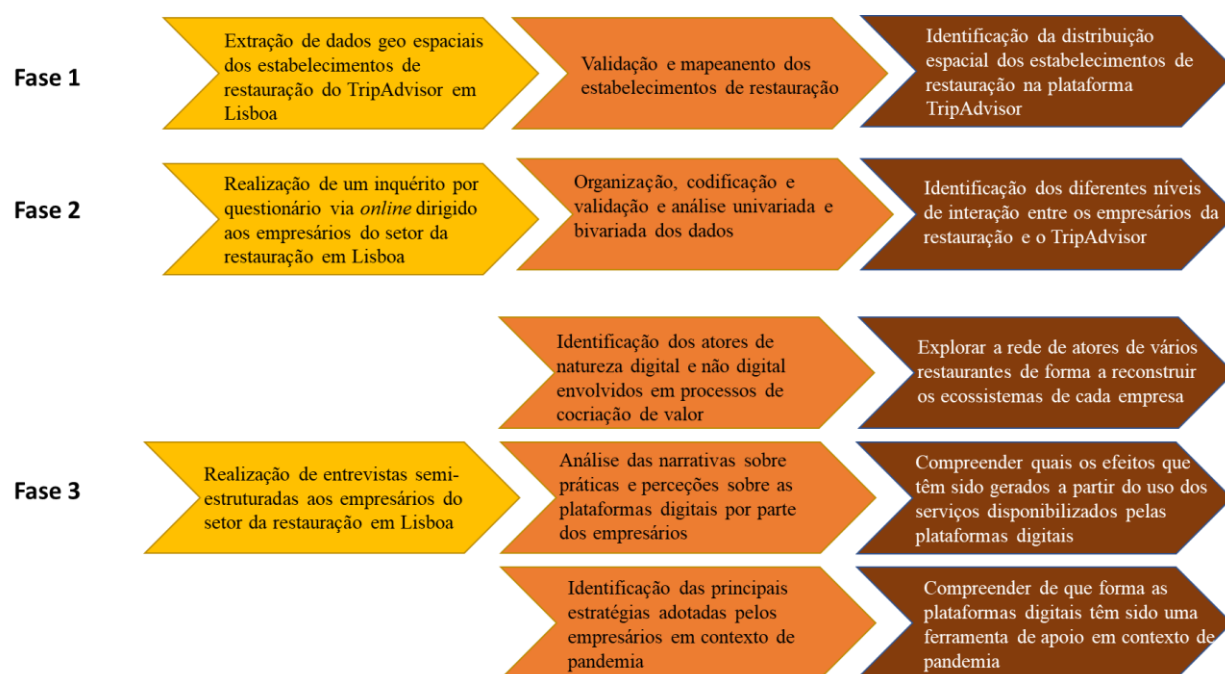 Fase 1
Extração de dados geo espaciais
dos estabelecimentos de
restauração do TripAdvisor em
Lisboa
Validação e mapeanento dos
estabelecimentos de restauração
Identificação da distribuição
espacial dos estabelecimentos de
restauração na plataforma
TripAdvisor
Fase 2
Realização de um inquérito por
questionário via online dirigido
aos empresários do setor da
restauração em Lisboa
Organização, codificação e
validação e análise univariada e
bivariada dos dados
Identificação dos diferentes níveis
de interação entre os empresários da
restauração e o TripAdvisor
Fase 3
Realização de entrevistas semi-
estruturadas aos empresários do
setor da restauração em Lisboa
Identificação dos atores de
natureza digital e não digital
envolvidos em processos de
cocriação de valor
Explorar a rede de atores de vários
restaurantes de forma a reconstruir
os ecossistemas de cada empresa
Análise das narrativas sobre
práticas e perceções sobre as
plataformas digitais por parte
dos empresários
Compreender quais os efeitos que
têm sido gerados a partir do uso dos
serviços disponibilizados pelas
plataformas digitais
Identificação das principais
estratégias adotadas pelos
empresários em contexto de
pandemia
Compreender de que forma as
plataformas digitais têm sido uma
ferramenta de apoio em contexto de
pandemia